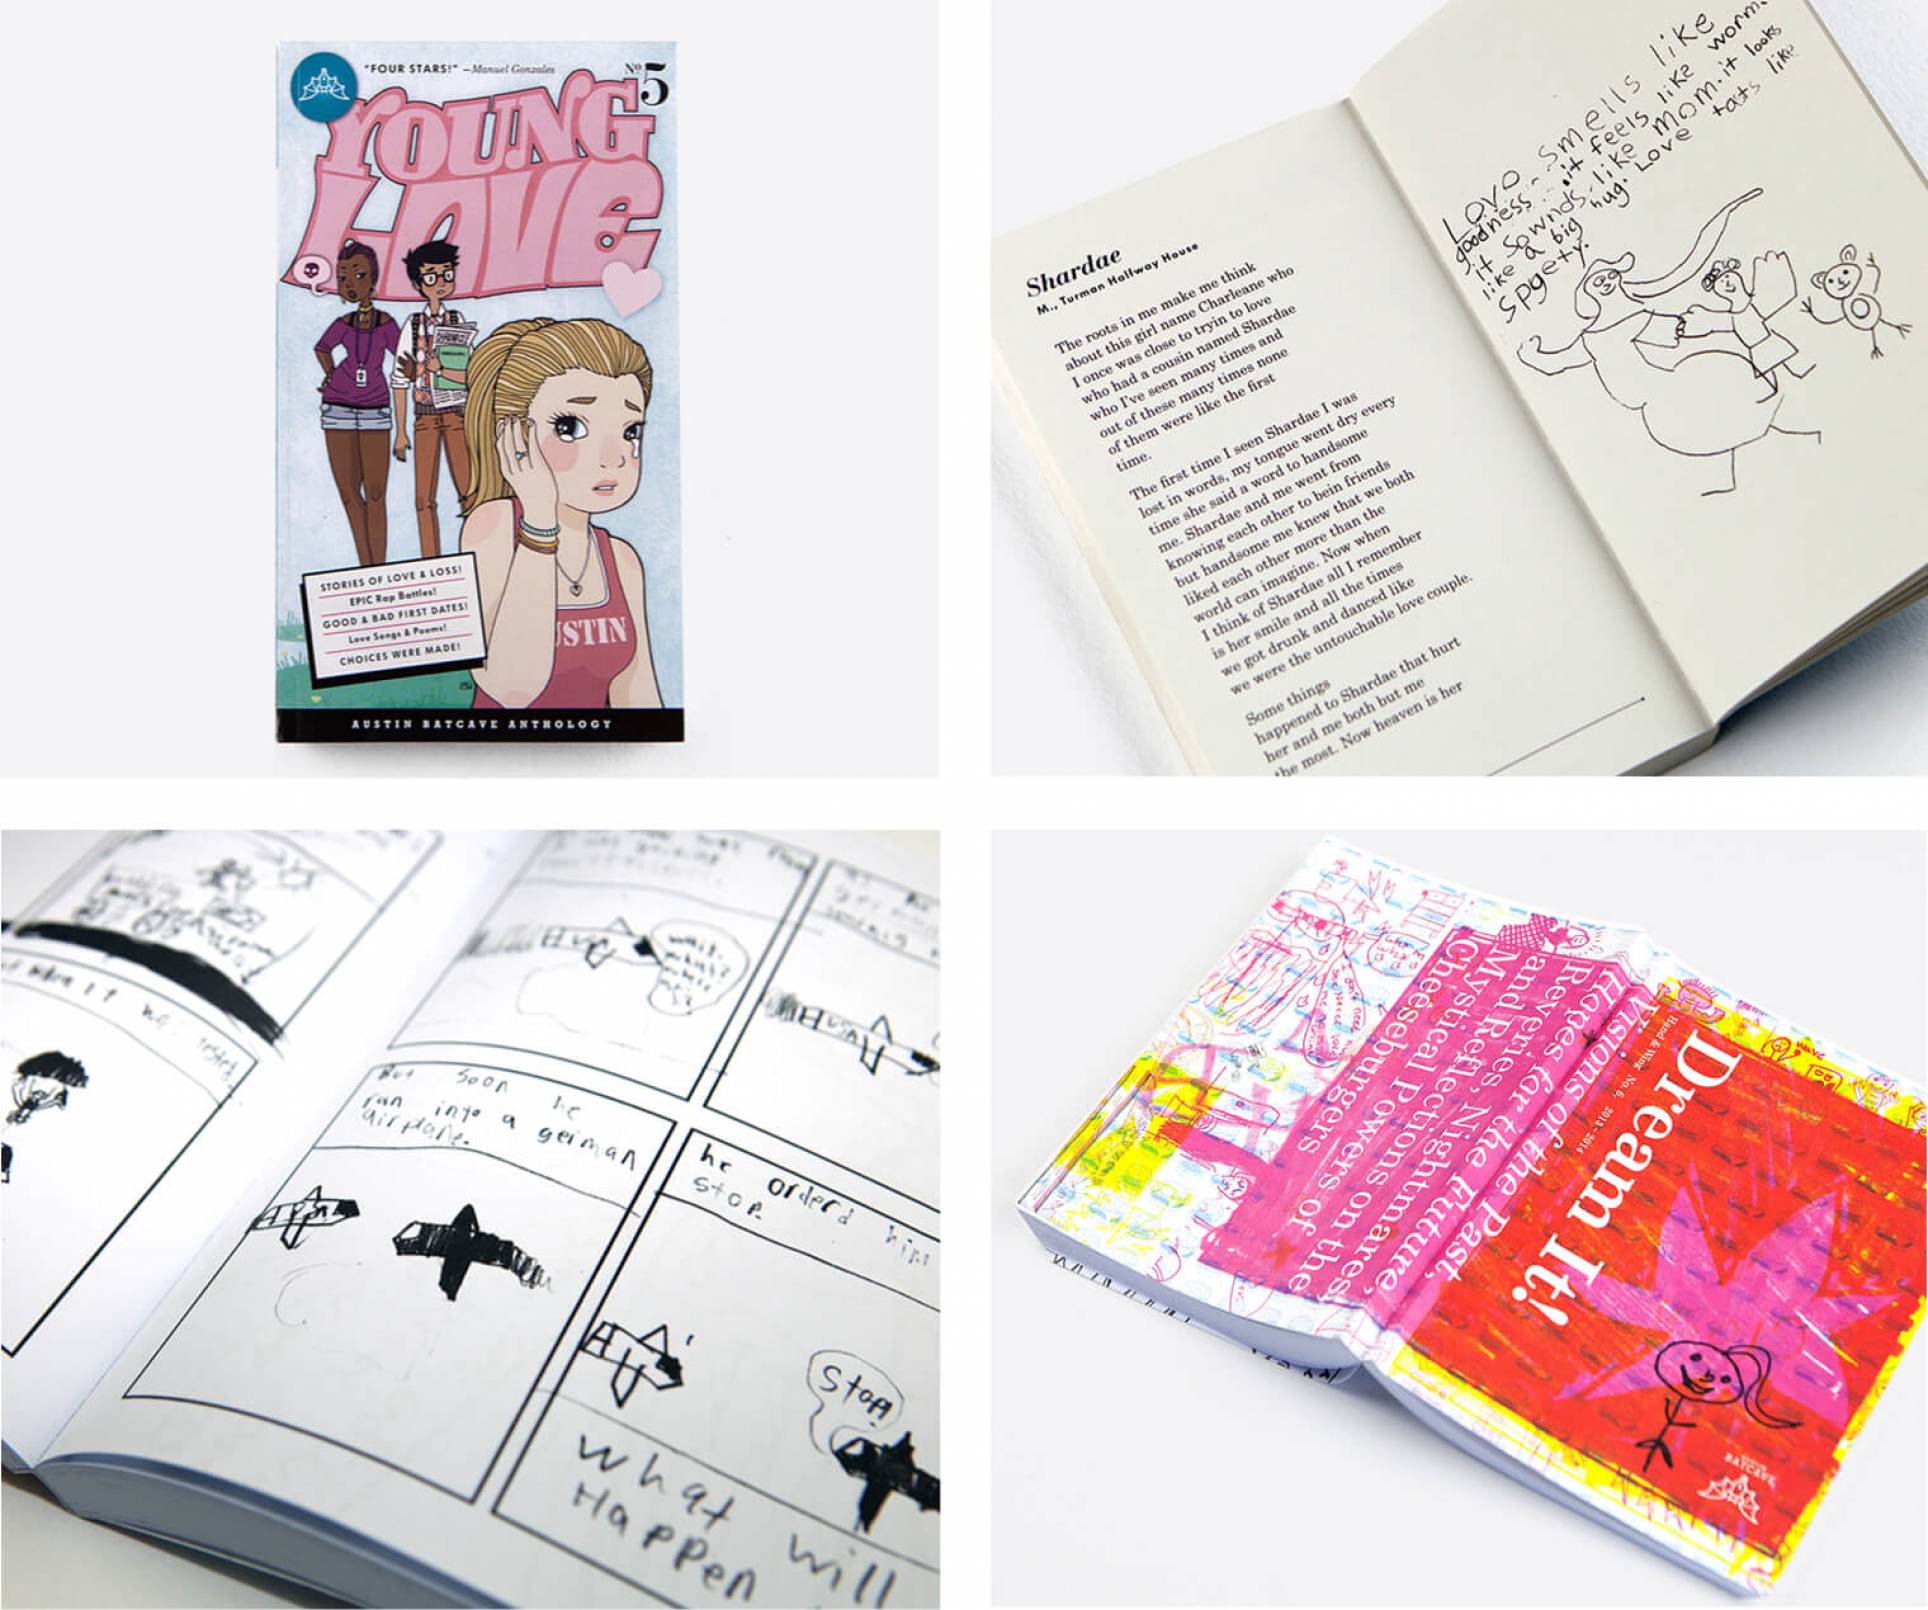 "FOUR STARS!" —Manuel Gonzales
Nº 5
YOUNG
LOVE
STORIES OF LOVE & LOSS!
EPIC Rap Battles!
GOOD & BAD FIRST DATES!
Love Songs & Poems!
CHOICES WERE MADE!
USTIN
AUSTIN BATCAVE ANTHOLOGY
Shardae
M., Turman Halfway House
The roots in me make me think
about this girl name Charleane who
I once was close to tryin to love
who had a cousin named Shardae
who I've seen many times and
out of these many times none
of them were like the first
time.
The first time I seen Shardae I was
lost in words, my tongue went dry every
time she said a word to handsome
me. Shardae and me went from
knowing each other to bein friends
but handsome me knew that we both
liked each other more than the
world can imagine. Now when
I think of Shardae all I remember
is her smile and all the times
we got drunk and danced like
we were the untouchable love couple.
Some things
happened to Shardae that hurt
her and me both but me
the most. Now heaven is her
Lovo smells like
goodness it feels like worm.
it sownds like mom. it looks
like a big hug. Love tasts like
spgety.
But soon he
ran into a german
airplane.
he orderd him
stop.
Stop!
what will
Happen
Visions of the Past,
Hages for the Future,
Reveries, Nightmares,
and Reflections on the
Mystical Powers of
Cheeseburgers
Hand & Wing No.6, 2013–2014
Dream It!
BATCAVE